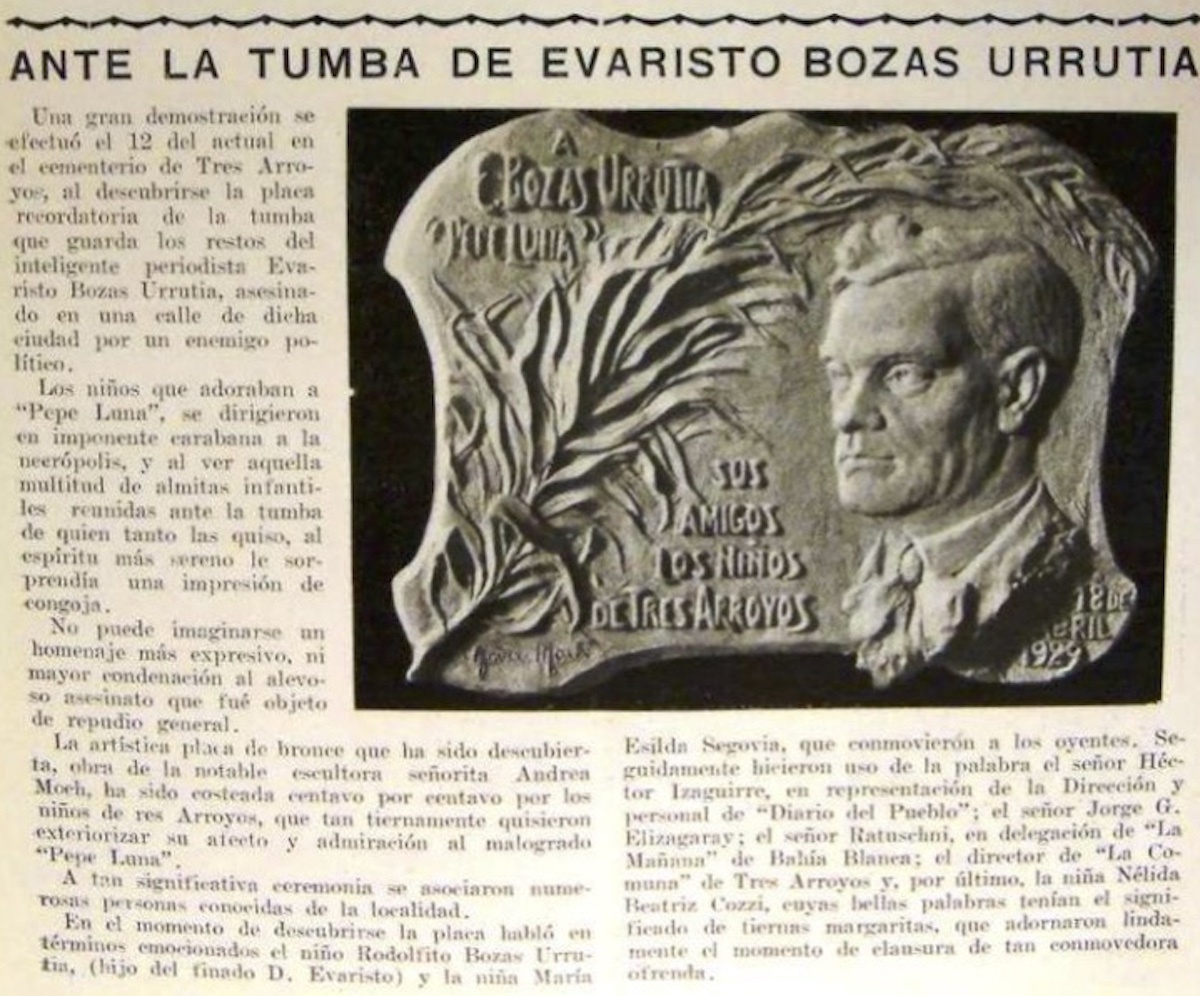 ANTE LA TUMBA DE EVARISTO BOZAS URRUTIA
Una gran demostración se
efectuó el 12 del actual en
el cementerio de Tres Arro-
yos, al descubrirse la placa
recordatoria de la tumba
que guarda los restos del
inteligente periodista Eva-
risto Bozas Urrutia, asesina-
do en una calle de dicha
ciudad por un enemigo po-
lítico.
Los niños que adoraban a
“Pepe Luna”, se dirigieron
en imponente carabana a la
necrópolis, y al ver aquella
multitud de almitas infanti-
les reunidas ante la tumba
de quien tanto las quiso, al
espíritu más sereno le sor-
prendía una impresión de
congoja.
No puede imaginarse un
homenaje más expresivo, ni
mayor condenación al alevo-
so asesinato que fué objeto
de repudio general.
La artística placa de bronce que ha sido descubier-
ta, obra de la notable escultora señorita Andrea
Moch, ha sido costeada centavo por centavo por los
niños de res Arroyos, que tan tiernamente quisieron
exteriorizar su afecto y admiración al malogrado
“Pepe Luna”.
A tan significativa ceremonia se asociaron nume-
rosas personas conocidas de la localidad.
En el momento de descubrirse la placa habló en
términos emocionados el niño Rodolfito Bozas Urru-
tia, (hijo del finado D. Evaristo) y la niña María
Esilda Segovia, que conmovierón a los oyentes. Se-
guidamente hicieron uso de la palabra el señor Héc-
tor Izaguirre, en representación de la Dirección y
personal de “Diario del Pueblo”; el señor Jorge G.
Elizagaray; el señor Ratuschni, en delegación de “La
Mañana” de Bahía Blanca; el director de “La Co-
muna” de Tres Arroyos y, por último, la niña Nélida
Beatriz Cozzi, cuyas bellas palabras tenían el signi-
ficado de tiernas margaritas, que adornaron linda-
mente el momento de clausura de tan conmovedora
ofrenda.
A
E. BOZAS URRUTIA
“PEPE LUNA”
SUS
AMIGOS
LOS NIÑOS
DE TRES ARROYOS
18 DE
ABRIL
1929